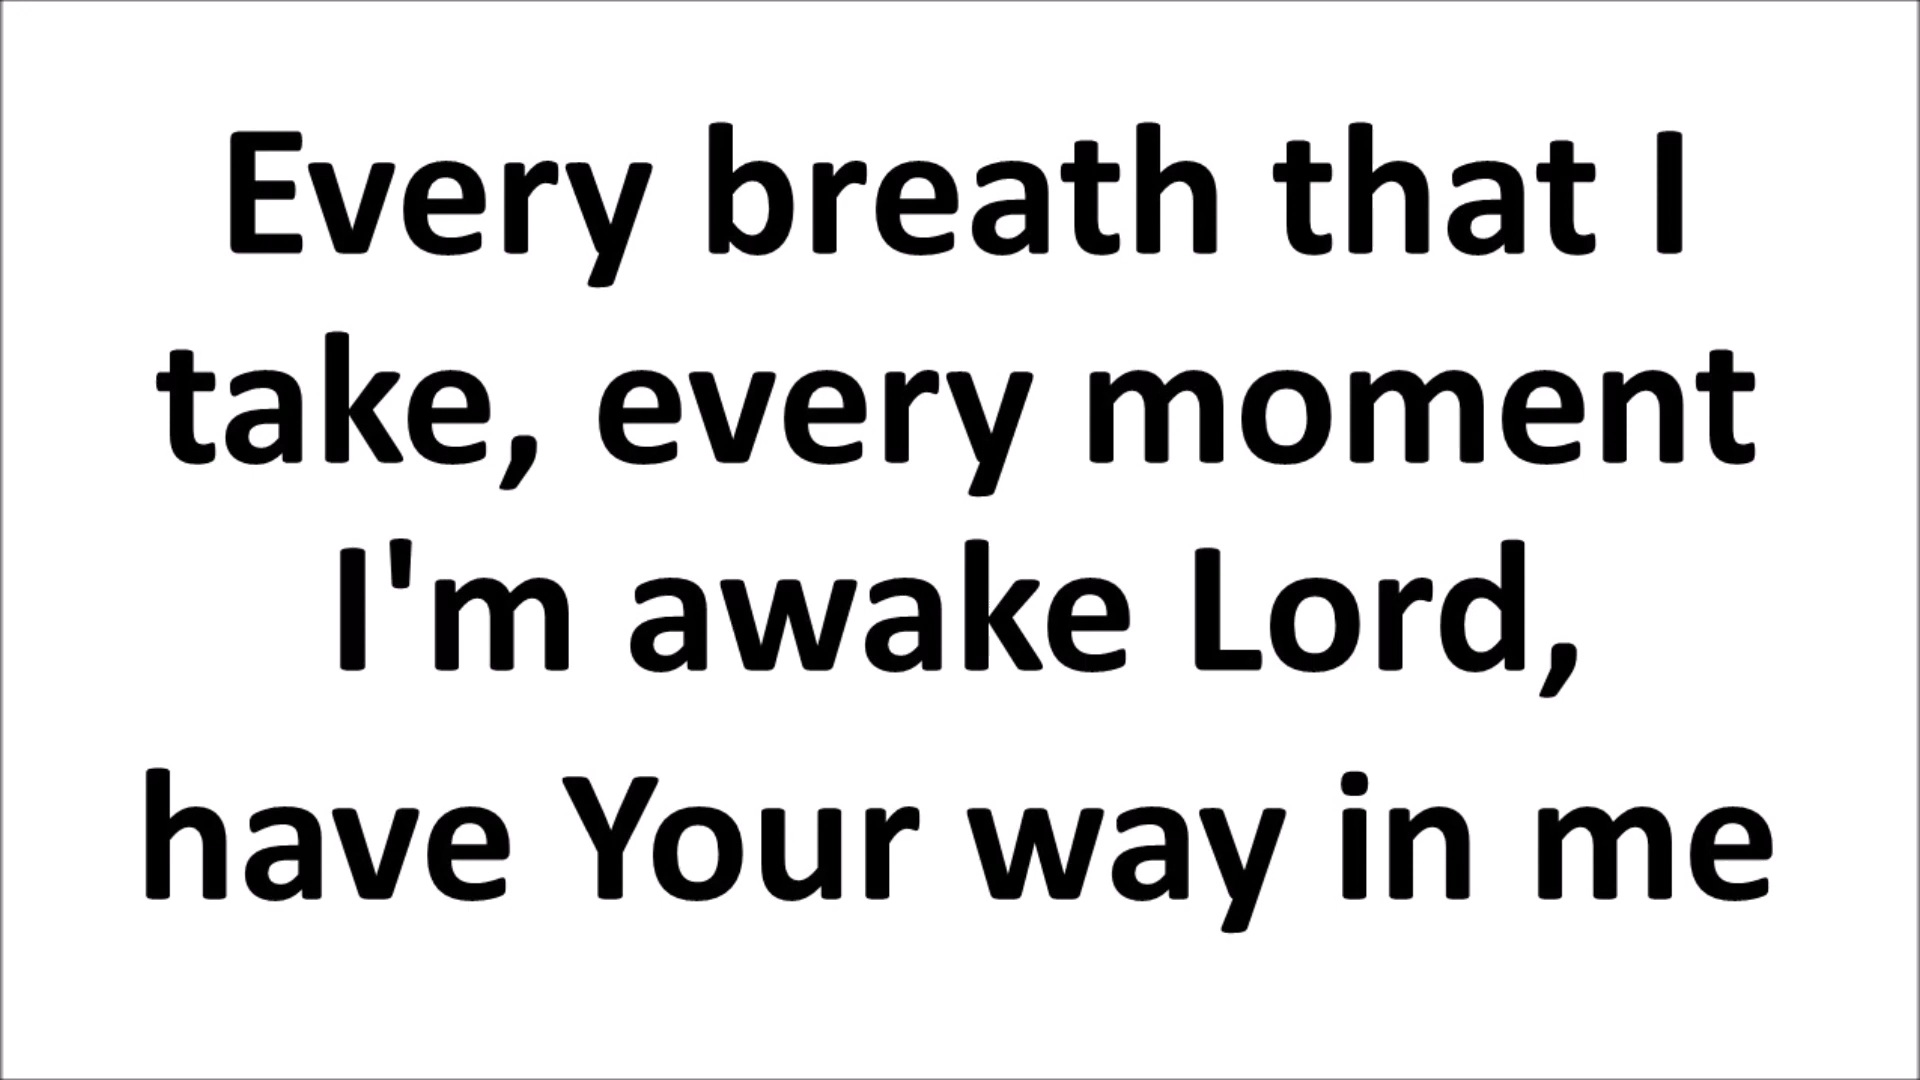 Every breath that I
take, every moment
I'm awake Lord,
have Your way in me